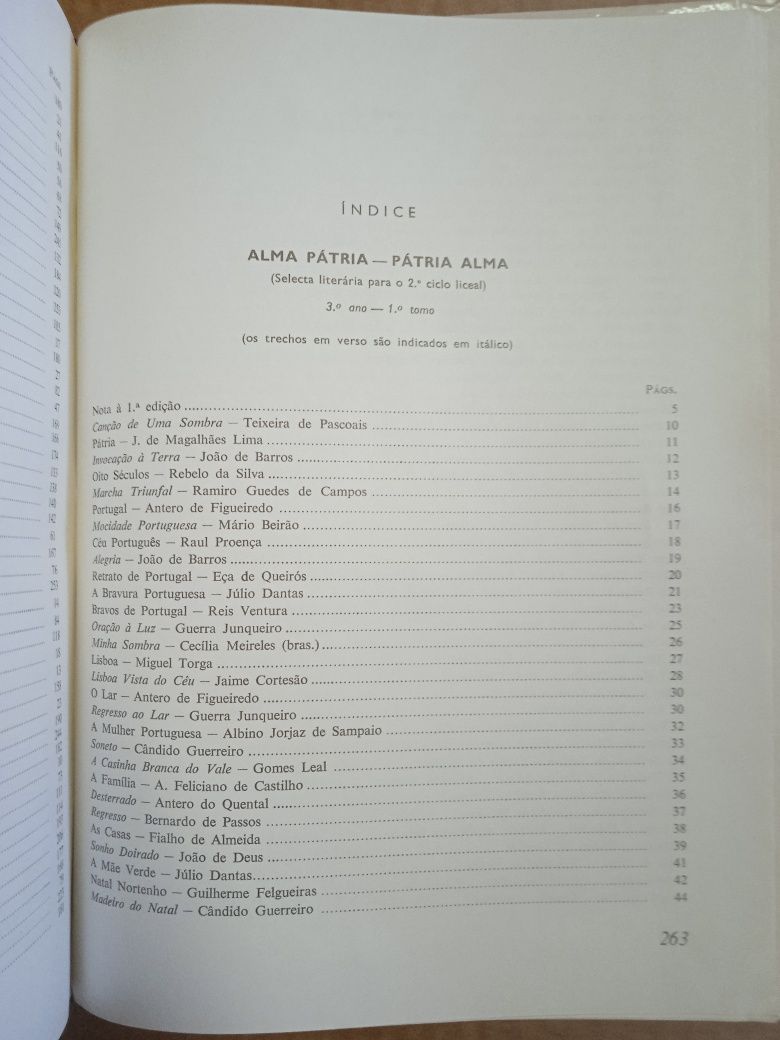 ÍNDICE
ALMA PÁTRIA — PÁTRIA ALMA
(Selecta literária para o 2.º ciclo liceal)
3.º ano — 1.º tomo
(os trechos em verso são indicados em itálico)
PÁGS.
Nota à 1.ª edição ........ 5
Canção de Uma Sombra — Teixeira de Pascoais ........ 10
Pátria — J. de Magalhães Lima ........ 11
Invocação à Terra — João de Barros ........ 12
Oito Séculos — Rebelo da Silva ........ 13
Marcha Triunfal — Ramiro Guedes de Campos ........ 14
Portugal — Antero de Figueiredo ........ 16
Mocidade Portuguesa — Mário Beirão ........ 17
Céu Português — Raul Proença ........ 18
Alegria — João de Barros ........ 19
Retrato de Portugal — Eça de Queirós ........ 20
A Bravura Portuguesa — Júlio Dantas ........ 21
Bravos de Portugal — Reis Ventura ........ 23
Oração à Luz — Guerra Junqueiro ........ 25
Minha Sombra — Cecília Meireles (bras.) ........ 26
Lisboa — Miguel Torga ........ 27
Lisboa Vista do Céu — Jaime Cortesão ........ 28
O Lar — Antero de Figueiredo ........ 30
Regresso ao Lar — Guerra Junqueiro ........ 30
A Mulher Portuguesa — Albino Jorjaz de Sampaio ........ 32
Soneto — Cândido Guerreiro ........ 33
A Casinha Branca do Vale — Gomes Leal ........ 34
A Família — A. Feliciano de Castilho ........ 35
Desterrado — Antero do Quental ........ 36
Regresso — Bernardo de Passos ........ 37
As Casas — Fialho de Almeida ........ 38
Sonho Doirado — João de Deus ........ 39
A Mãe Verde — Júlio Dantas ........ 41
Natal Nortenho — Guilherme Felgueiras ........ 42
Madeiro do Natal — Cândido Guerreiro ........ 44
263